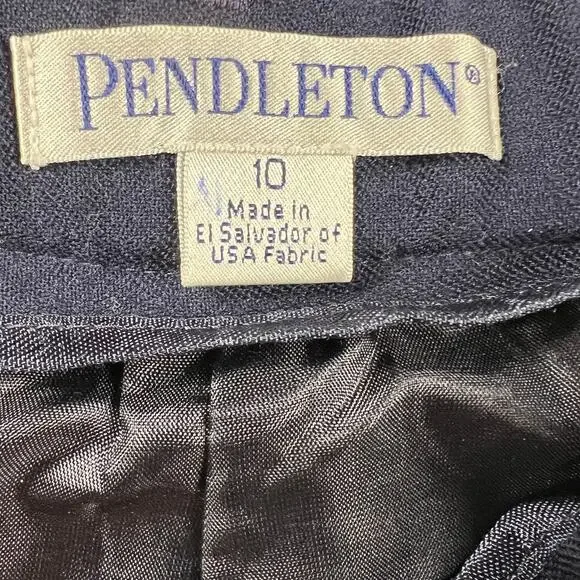 PENDLETON®
10
Made in
El Salvador of
USA Fabric